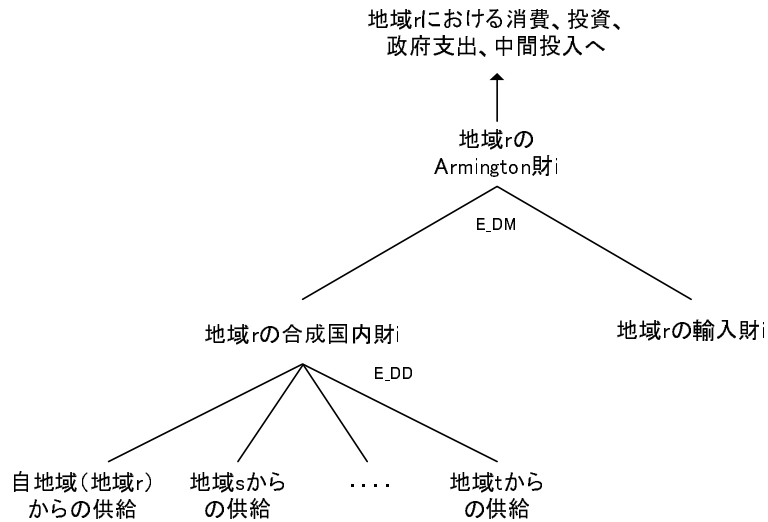 地域rにおける消費、投資、
政府支出、中間投入へ
地域rの
Armington財i
E_DM
地域rの合成国内財i
地域rの輸入財i
E_DD
自地域（地域r）
からの供給
地域sから
の供給
....
地域tから
の供給